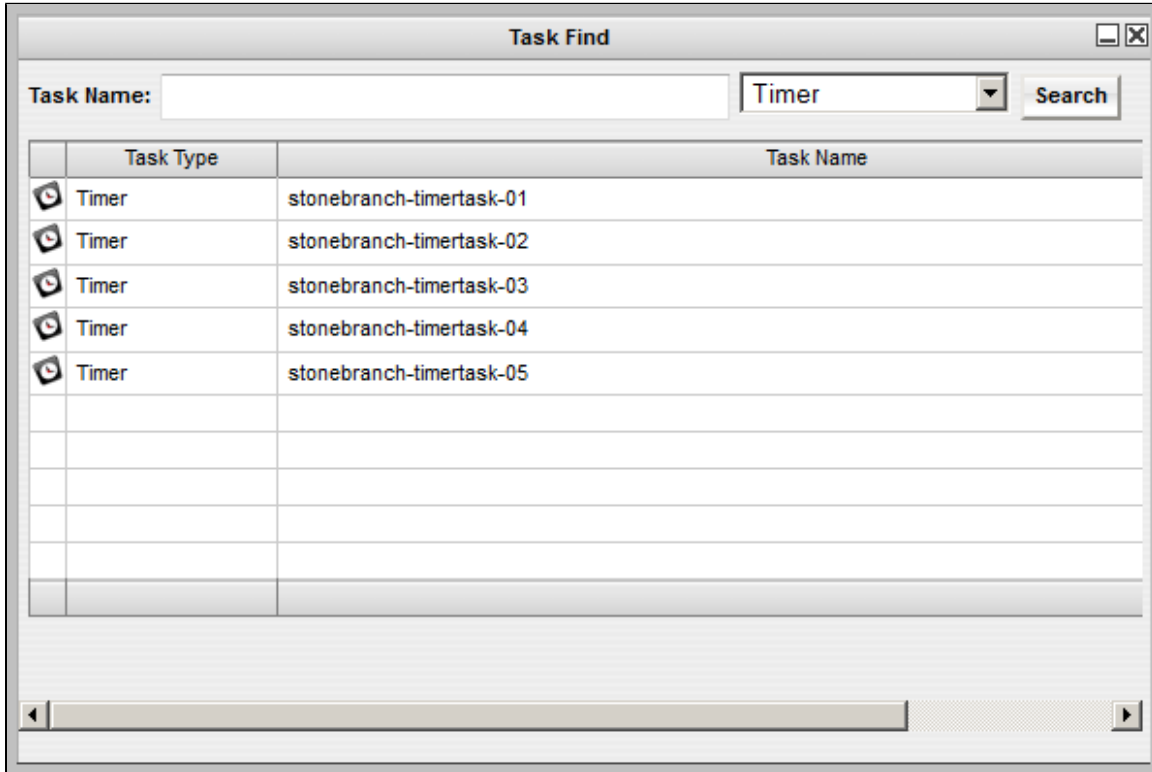 Task Find
Task Name: Timer Search
Task Type Task Name
Timer stonebranch-timertask-01
Timer stonebranch-timertask-02
Timer stonebranch-timertask-03
Timer stonebranch-timertask-04
Timer stonebranch-timertask-05